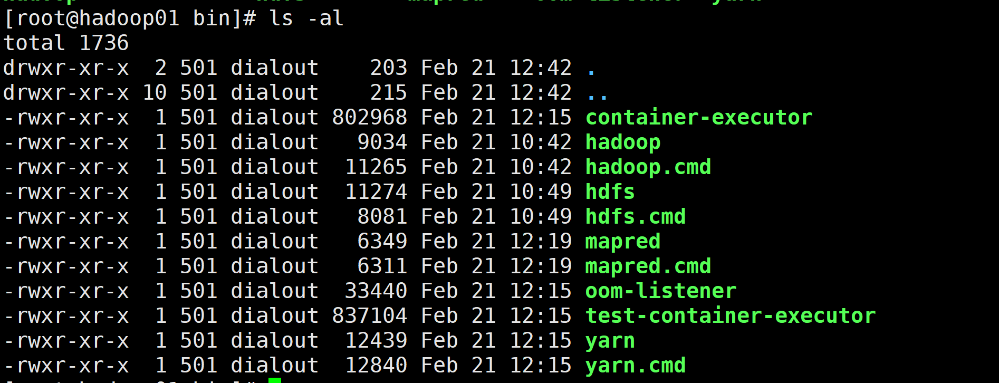 [root@hadoop01 bin]# ls -al
total 1736
drwxr-xr-x  2 501 dialout    203 Feb 21 12:42 .
drwxr-xr-x 10 501 dialout    215 Feb 21 12:42 ..
-rwxr-xr-x  1 501 dialout 802968 Feb 21 12:15 container-executor
-rwxr-xr-x  1 501 dialout   9034 Feb 21 10:42 hadoop
-rwxr-xr-x  1 501 dialout  11265 Feb 21 10:42 hadoop.cmd
-rwxr-xr-x  1 501 dialout  11274 Feb 21 10:49 hdfs
-rwxr-xr-x  1 501 dialout   8081 Feb 21 10:49 hdfs.cmd
-rwxr-xr-x  1 501 dialout   6349 Feb 21 12:19 mapred
-rwxr-xr-x  1 501 dialout   6311 Feb 21 12:19 mapred.cmd
-rwxr-xr-x  1 501 dialout  33440 Feb 21 12:15 oom-listener
-rwxr-xr-x  1 501 dialout 837104 Feb 21 12:15 test-container-executor
-rwxr-xr-x  1 501 dialout  12439 Feb 21 12:15 yarn
-rwxr-xr-x  1 501 dialout  12840 Feb 21 12:15 yarn.cmd